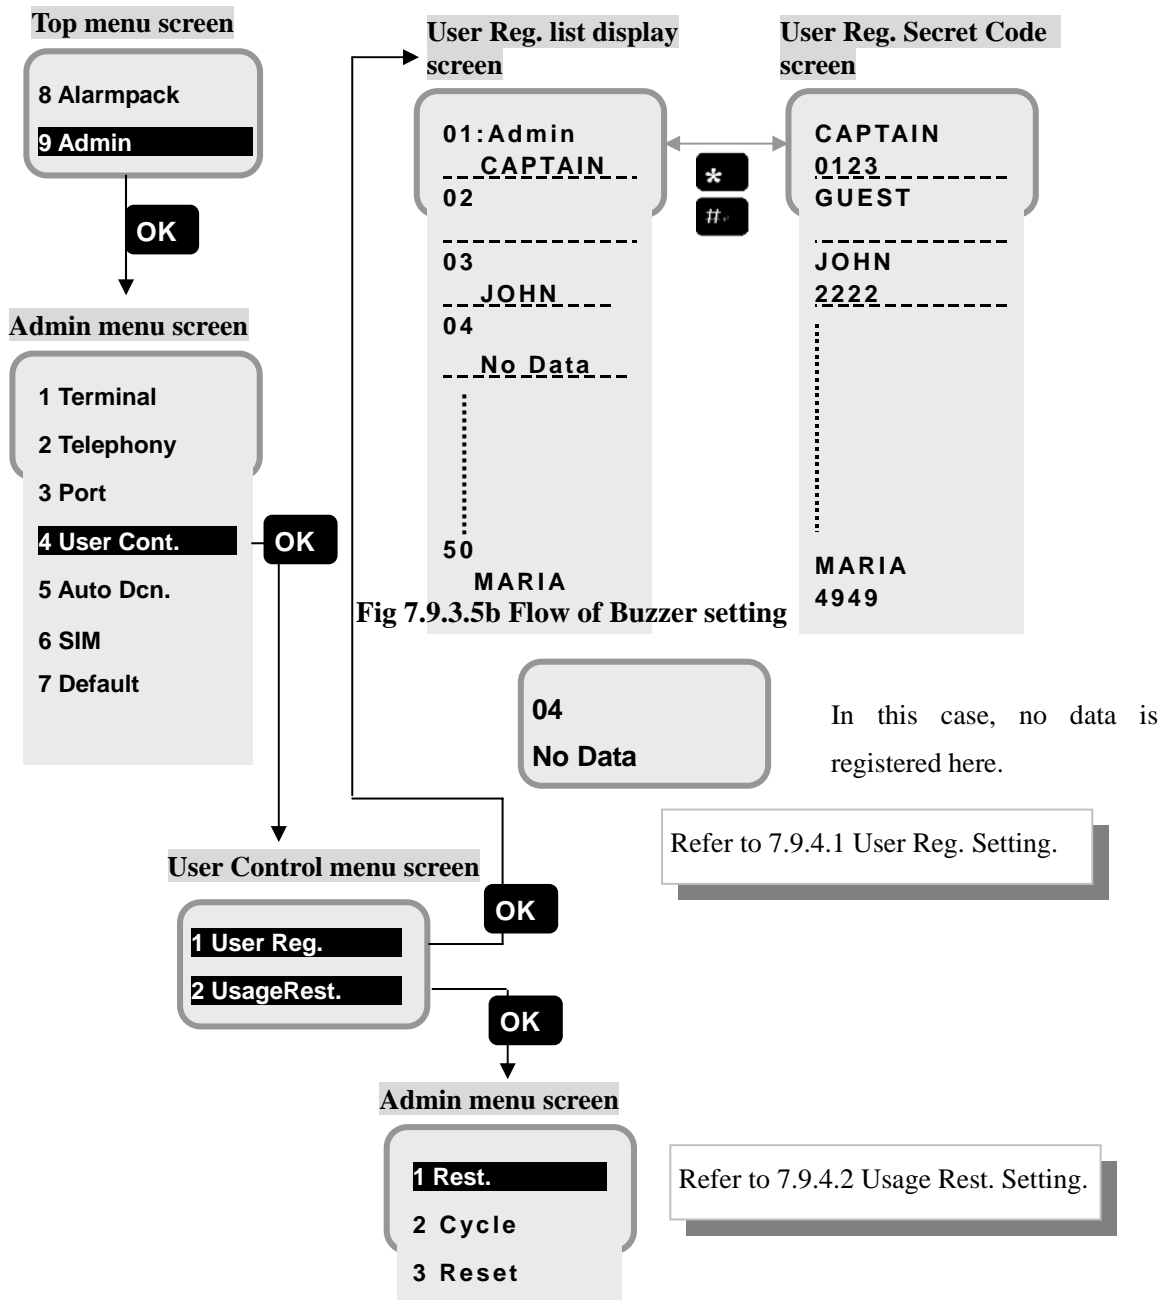 Top menu screen
8 Alarmpack
9 Admin
OK
Admin menu screen
1 Terminal
2 Telephony
3 Port
4 User Cont.
OK
5 Auto Dcn.
6 SIM
7 Default
User Reg. list display
screen
01:Admin
CAPTAIN
02
03
JOHN
04
No Data
50
MARIA
*
#
User Reg. Secret Code
screen
CAPTAIN
0123
GUEST
JOHN
2222
MARIA
4949
Fig 7.9.3.5b Flow of Buzzer setting
04
No Data
In this case, no data is
registered here.
Refer to 7.9.4.1 User Reg. Setting.
User Control menu screen
1 User Reg.
OK
2 UsageRest.
OK
Admin menu screen
1 Rest.
2 Cycle
3 Reset
Refer to 7.9.4.2 Usage Rest. Setting.